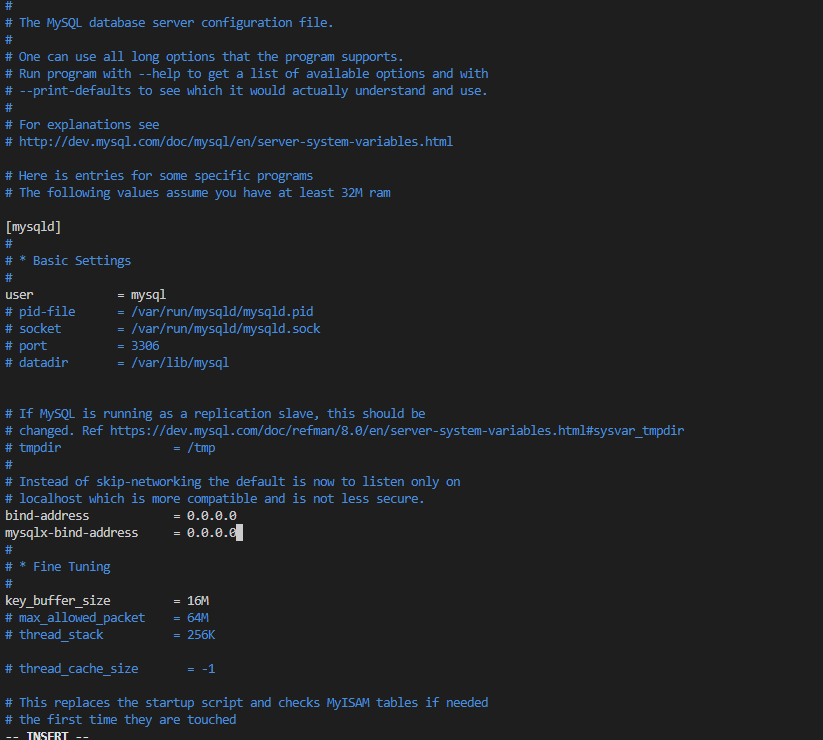 #
# The MySQL database server configuration file.
#
# One can use all long options that the program supports.
# Run program with --help to get a list of available options and with
# --print-defaults to see which it would actually understand and use.
#
# For explanations see
# http://dev.mysql.com/doc/mysql/en/server-system-variables.html

# Here is entries for some specific programs
# The following values assume you have at least 32M ram

[mysqld]
#
# * Basic Settings
#
user            = mysql
# pid-file      = /var/run/mysqld/mysqld.pid
# socket        = /var/run/mysqld/mysqld.sock
# port          = 3306
# datadir       = /var/lib/mysql


# If MySQL is running as a replication slave, this should be
# changed. Ref https://dev.mysql.com/doc/refman/8.0/en/server-system-variables.html#sysvar_tmpdir
# tmpdir                = /tmp
#
# Instead of skip-networking the default is now to listen only on
# localhost which is more compatible and is not less secure.
bind-address            = 0.0.0.0
mysqlx-bind-address     = 0.0.0.0
#
# * Fine Tuning
#
key_buffer_size         = 16M
# max_allowed_packet    = 64M
# thread_stack          = 256K

# thread_cache_size       = -1

# This replaces the startup script and checks MyISAM tables if needed
# the first time they are touched
-- INSERT --